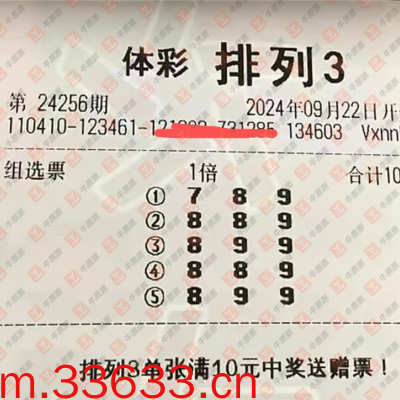 体彩 排列3
第 24256期 2024年09月22日开
110410-123461- 134603 Vxnn
组选票 1倍 合计10
① 7 8 9
② 8 8 9
③ 8 9 9
④ 8 8 9
⑤ 8 9 9
排列3单张满10元中奖送赠票！
m.33633.cn